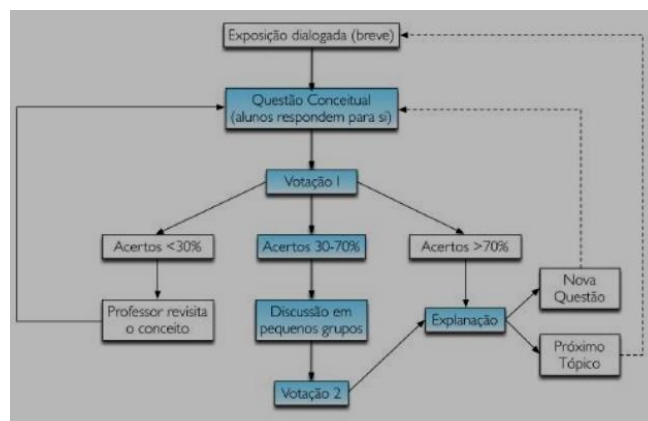 Exposição dialogada (breve)
Questão Conceitual
(alunos respondem para si)
Votação I
Acertos <30%
Acertos 30-70%
Acertos >70%
Professor revisita
o conceito
Discussão em
pequenos grupos
Explanação
Nova
Questão
Próximo
Tópico
Votação 2